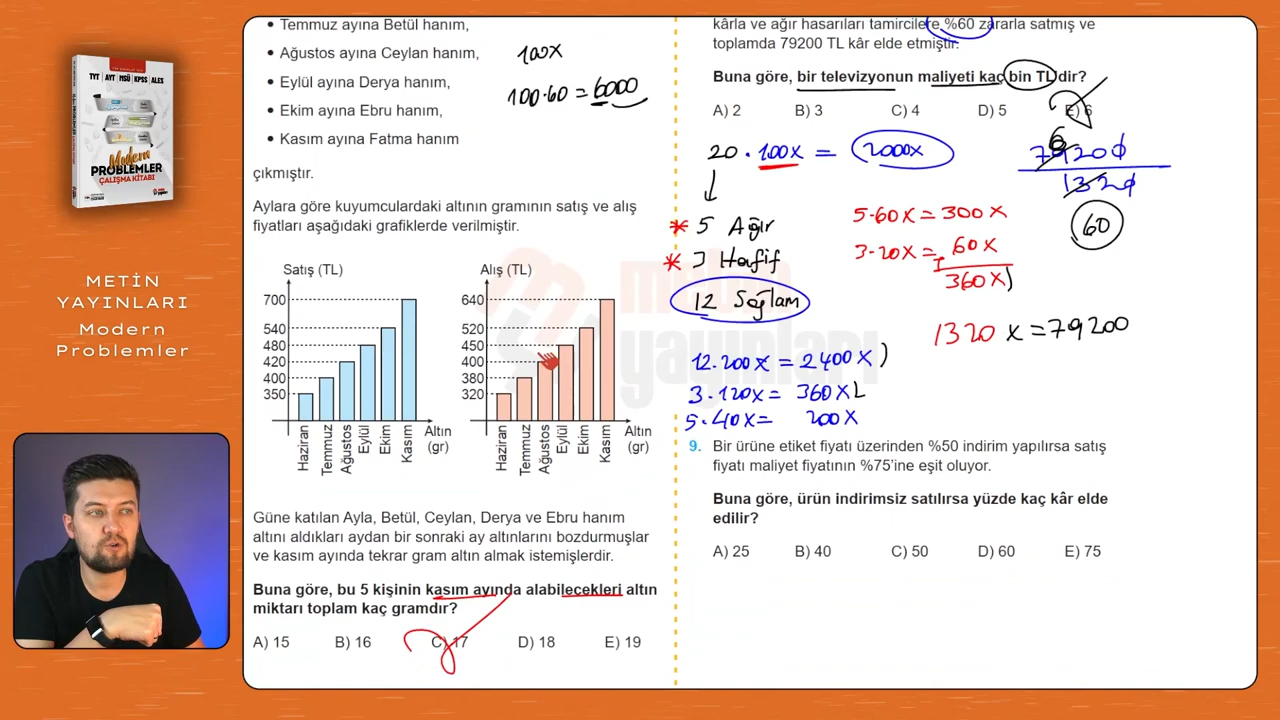 TYT | AYT | MSÜ | KPSS | ALES
Modern
PROBLEMLER
ÇALIŞMA KİTABI
METİN
YAYINLARI
Modern
Problemler
• Temmuz ayına Betül hanım,
• Ağustos ayına Ceylan hanım,
• Eylül ayına Derya hanım,
• Ekim ayına Ebru hanım,
• Kasım ayına Fatma hanım
çıkmıştır.
100x
100·60 = 6000
Aylara göre kuyumculardaki altının gramının satış ve alış
fiyatları aşağıdaki grafiklerde verilmiştir.
Satış (TL)
700
540
480
420
400
350
Haziran
Temmuz
Ağustos
Eylül
Ekim
Kasım
Altın
(gr)
Alış (TL)
640
520
450
400
380
320
Haziran
Temmuz
Ağustos
Eylül
Ekim
Kasım
Altın
(gr)
Güne katılan Ayla, Betül, Ceylan, Derya ve Ebru hanım
altını aldıkları aydan bir sonraki ay altınlarını bozdurmuşlar
ve kasım ayında tekrar gram altın almak istemişlerdir.
Buna göre, bu 5 kişinin kasım ayında alabilecekleri altın
miktarı toplam kaç gramdır?
A) 15 B) 16 C) 17 D) 18 E) 19
kârla ve ağır hasarıları tamircilere %60 zararla satmış ve
toplamda 79200 TL kâr elde etmiştir.
Buna göre, bir televizyonun maliyeti kaç bin TL'dir?
A) 2 B) 3 C) 4 D) 5 E) 6
20 · 100x = 2000x
* 5 Ağır
* 3 Hafif
12 Sağlam
12·200x = 2400x
3·120x = 360x
5·40x = 200x
6
79200
1320
60
5·60x = 300x
3·20x = 60x
360x
1320 x = 79200
9. Bir ürüne etiket fiyatı üzerinden %50 indirim yapılırsa satış
fiyatı maliyet fiyatının %75'ine eşit oluyor.
Buna göre, ürün indirimsiz satılırsa yüzde kaç kâr elde
edilir?
A) 25 B) 40 C) 50 D) 60 E) 75